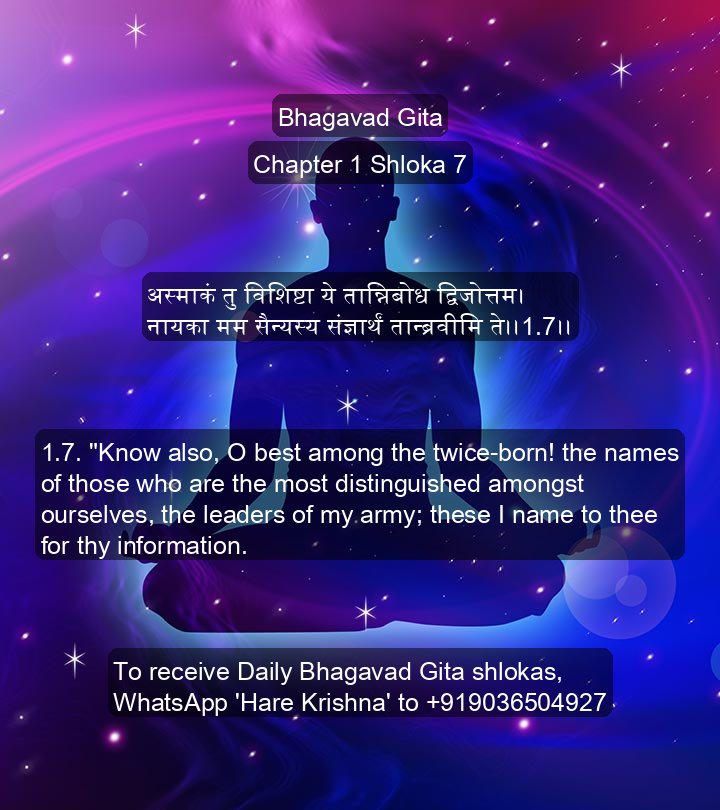 Bhagavad Gita
Chapter 1 Shloka 7
अस्माकं तु विशिष्टा ये तान्निबोध द्विजोत्तम।
नायका मम सैन्यस्य संज्ञार्थं तान्ब्रवीमि ते।।1.7।।
1.7. "Know also, O best among the twice-born! the names
of those who are the most distinguished amongst
ourselves, the leaders of my army; these I name to thee
for thy information.
To receive Daily Bhagavad Gita shlokas,
WhatsApp 'Hare Krishna' to +919036504927